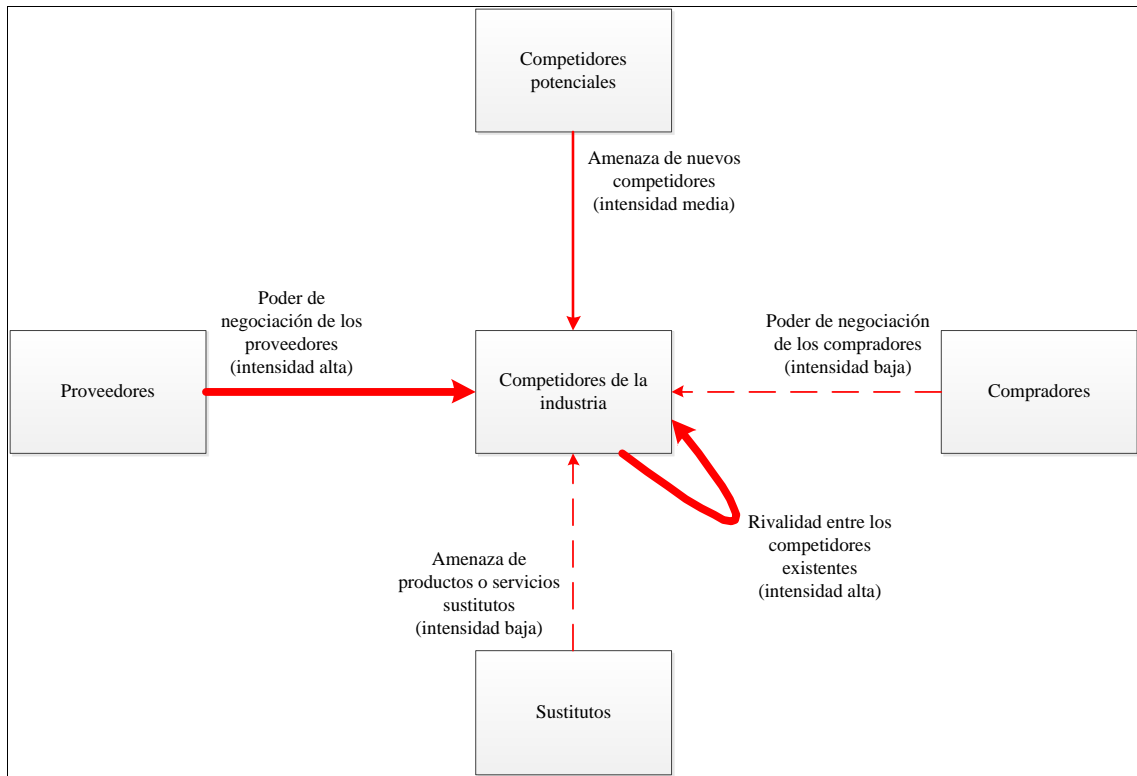 Competidores
potenciales
Amenaza de nuevos
competidores
(intensidad media)
Poder de
negociación de los
proveedores
(intensidad alta)
Poder de negociación
de los compradores
(intensidad baja)
Proveedores
Competidores de la
industria
Compradores
Rivalidad entre los
competidores
existentes
(intensidad alta)
Amenaza de
productos o servicios
sustitutos
(intensidad baja)
Sustitutos